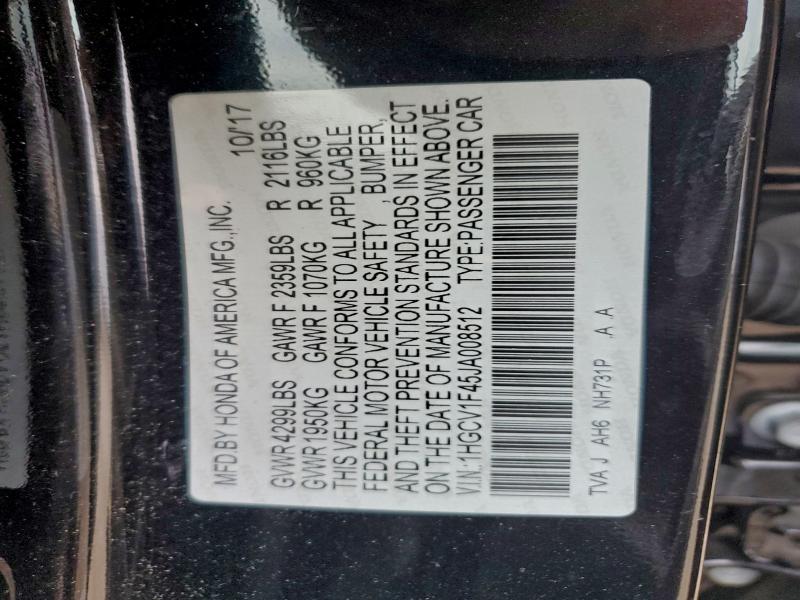 MFD.BY HONDA OF AMERICA MFG.,INC. 10/'17
GVWR 4299LBS GAWR F 2359LBS R 2116LBS
GVWR 1950KG GAWR F 1070KG R 960KG
THIS VEHICLE CONFORMS TO ALL APPLICABLE
FEDERAL MOTOR VEHICLE SAFETY , BUMPER,
AND THEFT PREVENTION STANDARDS IN EFFECT
ON THE DATE OF MANUFACTURE SHOWN ABOVE.
V.I.N.:1HGCV1F45JA008512 TYPE:PASSENGER CAR
TVA J AH6 NH731P A A